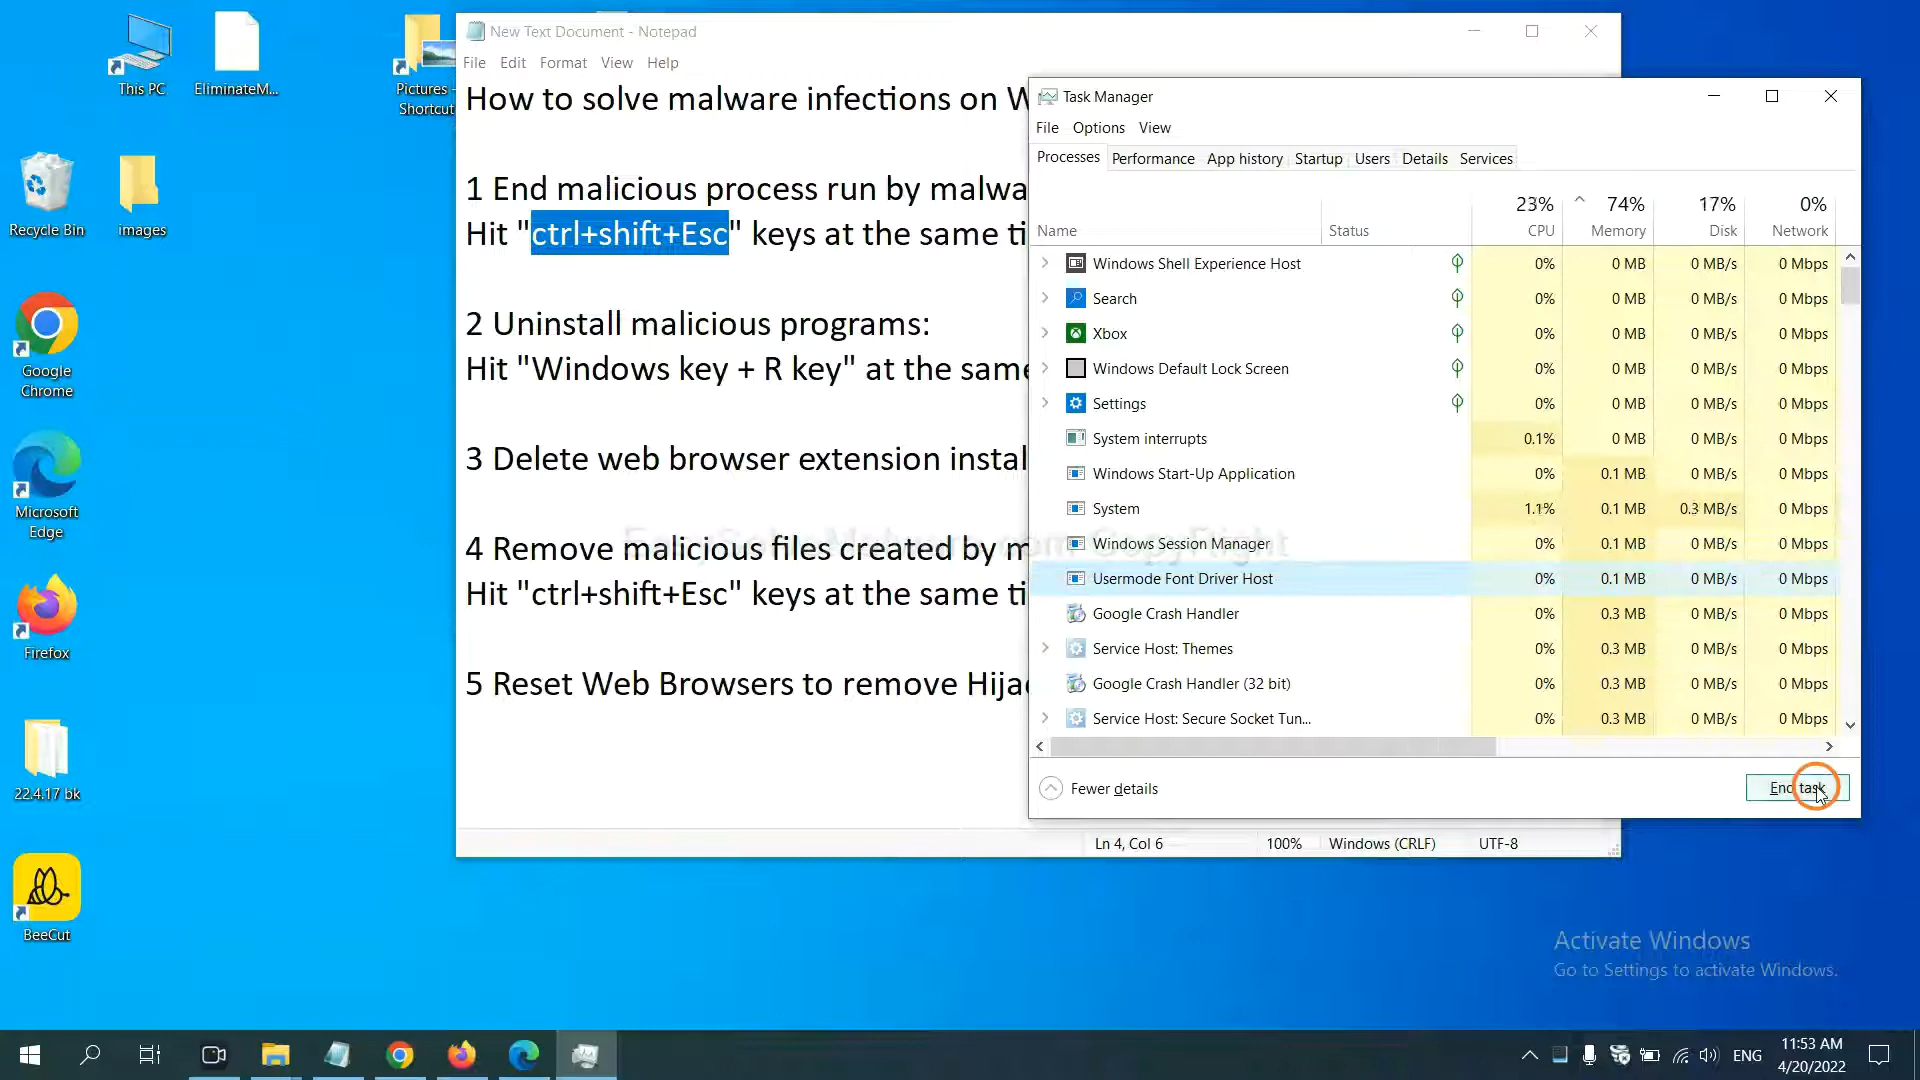 This PC
EliminateM...
Pictures -
Shortcut
Recycle Bin
images
Google
Chrome
Microsoft
Edge
Firefox
22.4.17 bk
BeeCut
New Text Document - Notepad
File Edit Format View Help
How to solve malware infections on W
1 End malicious process run by malwa
Hit "ctrl+shift+Esc" keys at the same ti
2 Uninstall malicious programs:
Hit "Windows key + R key" at the same
3 Delete web browser extension instal
4 Remove malicious files created by m
Hit "ctrl+shift+Esc" keys at the same ti
5 Reset Web Browsers to remove Hijac
Ln 4, Col 6 100% Windows (CRLF) UTF-8
Task Manager
File Options View
Processes Performance App history Startup Users Details Services
23% 74% 17% 0%
Name Status CPU Memory Disk Network
Windows Shell Experience Host 0% 0 MB 0 MB/s 0 Mbps
Search 0% 0 MB 0 MB/s 0 Mbps
Xbox 0% 0 MB 0 MB/s 0 Mbps
Windows Default Lock Screen 0% 0 MB 0 MB/s 0 Mbps
Settings 0% 0 MB 0 MB/s 0 Mbps
System interrupts 0.1% 0 MB 0 MB/s 0 Mbps
Windows Start-Up Application 0% 0.1 MB 0 MB/s 0 Mbps
System 1.1% 0.1 MB 0.3 MB/s 0 Mbps
Windows Session Manager 0% 0.1 MB 0 MB/s 0 Mbps
Usermode Font Driver Host 0% 0.1 MB 0 MB/s 0 Mbps
Google Crash Handler 0% 0.3 MB 0 MB/s 0 Mbps
Service Host: Themes 0% 0.3 MB 0 MB/s 0 Mbps
Google Crash Handler (32 bit) 0% 0.3 MB 0 MB/s 0 Mbps
Service Host: Secure Socket Tun... 0% 0.3 MB 0 MB/s 0 Mbps
Fewer details
End task
Activate Windows
Go to Settings to activate Windows.
ENG
11:53 AM
4/20/2022